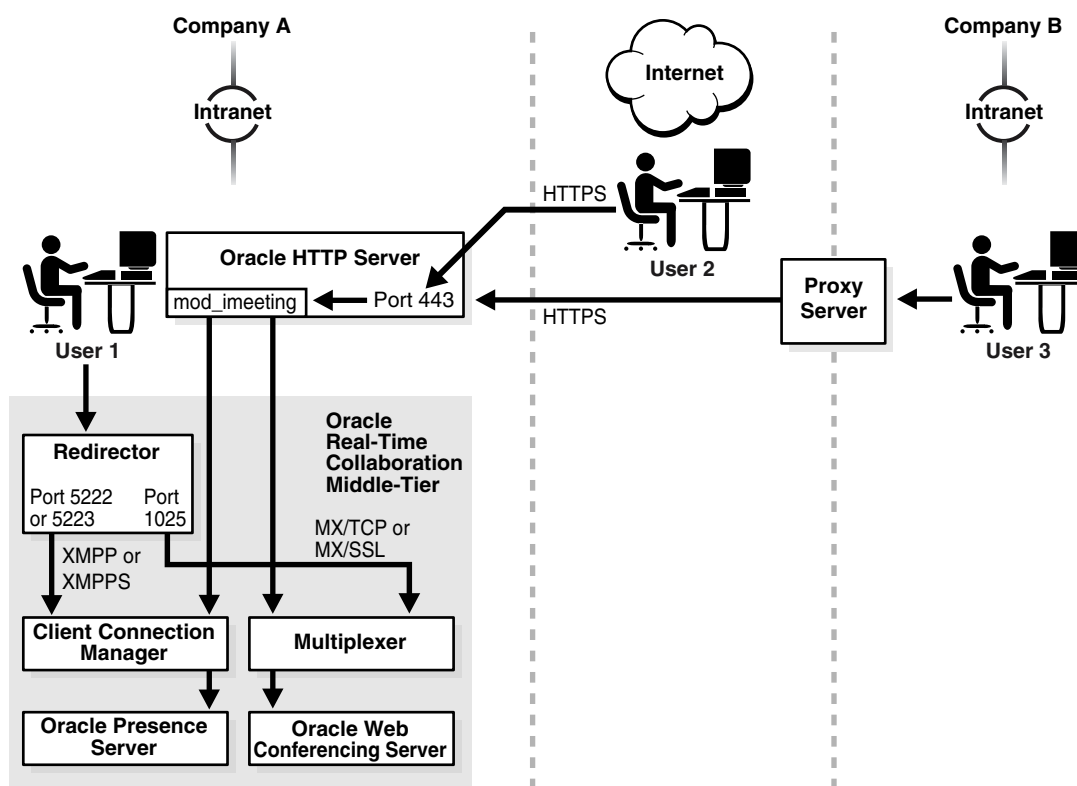 Company A
Company B
Internet
Intranet
Intranet
HTTPS
Oracle HTTP Server
User 2
mod_imeeting
Port 443
HTTPS
Proxy
Server
User 1
User 3
Oracle
Real-Time
Collaboration
Middle-Tier
Redirector
Port 5222
or 5223
Port
1025
XMPP or
XMPPS
MX/TCP or
MX/SSL
Client Connection
Manager
Multiplexer
Oracle Presence
Server
Oracle Web
Conferencing Server